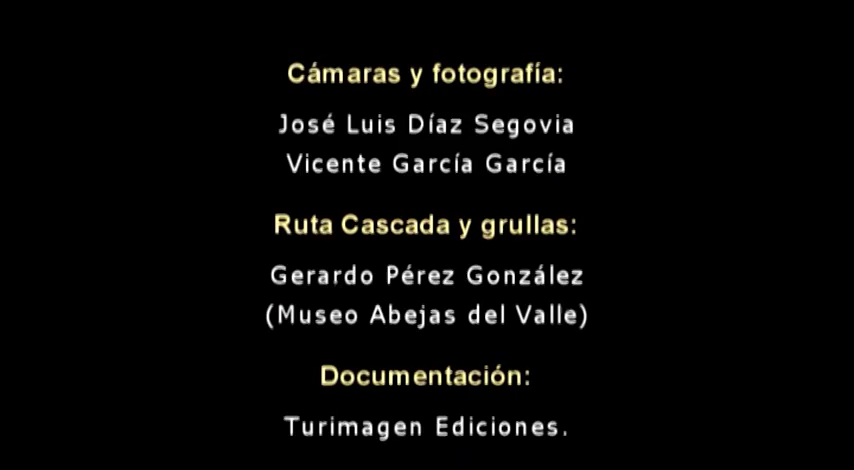 Cámaras y fotografía:
José Luis Díaz Segovia
Vicente García García
Ruta Cascada y grullas:
Gerardo Pérez González
(Museo Abejas del Valle)
Documentación:
Turimagen Ediciones.